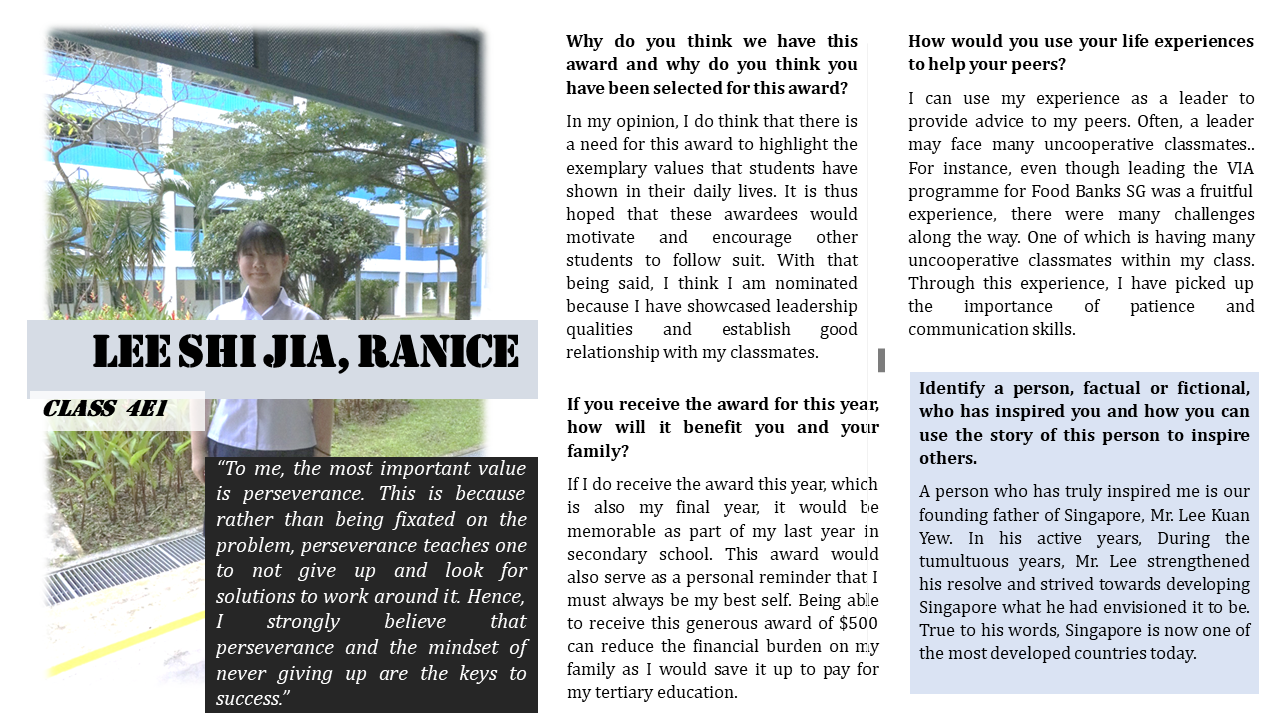 LEE SHI JIA, RANICE
CLASS 4E1
“To me, the most important value
is perseverance. This is because
rather than being fixated on the
problem, perseverance teaches one
to not give up and look for
solutions to work around it. Hence,
I strongly believe that
perseverance and the mindset of
never giving up are the keys to
success.”
Why do you think we have this
award and why do you think you
have been selected for this award?
In my opinion, I do think that there is
a need for this award to highlight the
exemplary values that students have
shown in their daily lives. It is thus
hoped that these awardees would
motivate and encourage other
students to follow suit. With that
being said, I think I am nominated
because I have showcased leadership
qualities and establish good
relationship with my classmates.
If you receive the award for this year,
how will it benefit you and your
family?
If I do receive the award this year, which
is also my final year, it would be
memorable as part of my last year in
secondary school. This award would
also serve as a personal reminder that I
must always be my best self. Being able
to receive this generous award of $500
can reduce the financial burden on my
family as I would save it up to pay for
my tertiary education.
How would you use your life experiences
to help your peers?
I can use my experience as a leader to
provide advice to my peers. Often, a leader
may face many uncooperative classmates..
For instance, even though leading the VIA
programme for Food Banks SG was a fruitful
experience, there were many challenges
along the way. One of which is having many
uncooperative classmates within my class.
Through this experience, I have picked up
the importance of patience and
communication skills.
Identify a person, factual or fictional,
who has inspired you and how you can
use the story of this person to inspire
others.
A person who has truly inspired me is our
founding father of Singapore, Mr. Lee Kuan
Yew. In his active years, During the
tumultuous years, Mr. Lee strengthened
his resolve and strived towards developing
Singapore what he had envisioned it to be.
True to his words, Singapore is now one of
the most developed countries today.